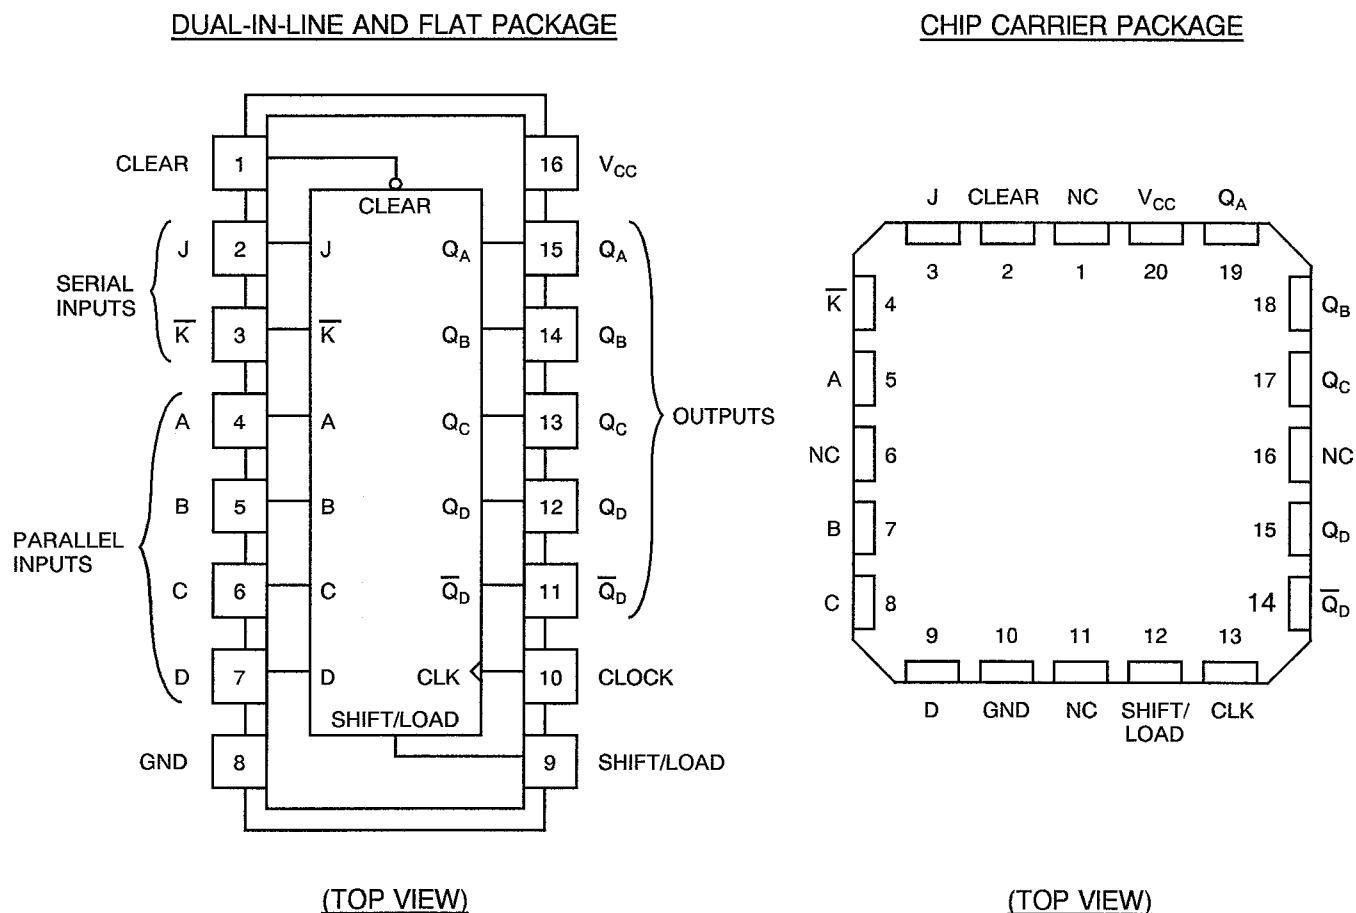 DUAL-IN-LINE AND FLAT PACKAGE
CLEAR 1 16 VCC
CLEAR
J 2 J QA 15 QA
SERIAL
INPUTS
K̅ 3 K̅ QB 14 QB
A 4 A QC 13 QC
OUTPUTS
B 5 B QD 12 QD
PARALLEL
INPUTS
C 6 C Q̅D 11 Q̅D
D 7 D CLK 10 CLOCK
SHIFT/LOAD
GND 8 9 SHIFT/LOAD
(TOP VIEW)
CHIP CARRIER PACKAGE
J CLEAR NC VCC QA
3 2 1 20 19
K̅ 4 18 QB
A 5 17 QC
NC 6 16 NC
B 7 15 QD
C 8 14 Q̅D
9 10 11 12 13
D GND NC SHIFT/ CLK
LOAD
(TOP VIEW)